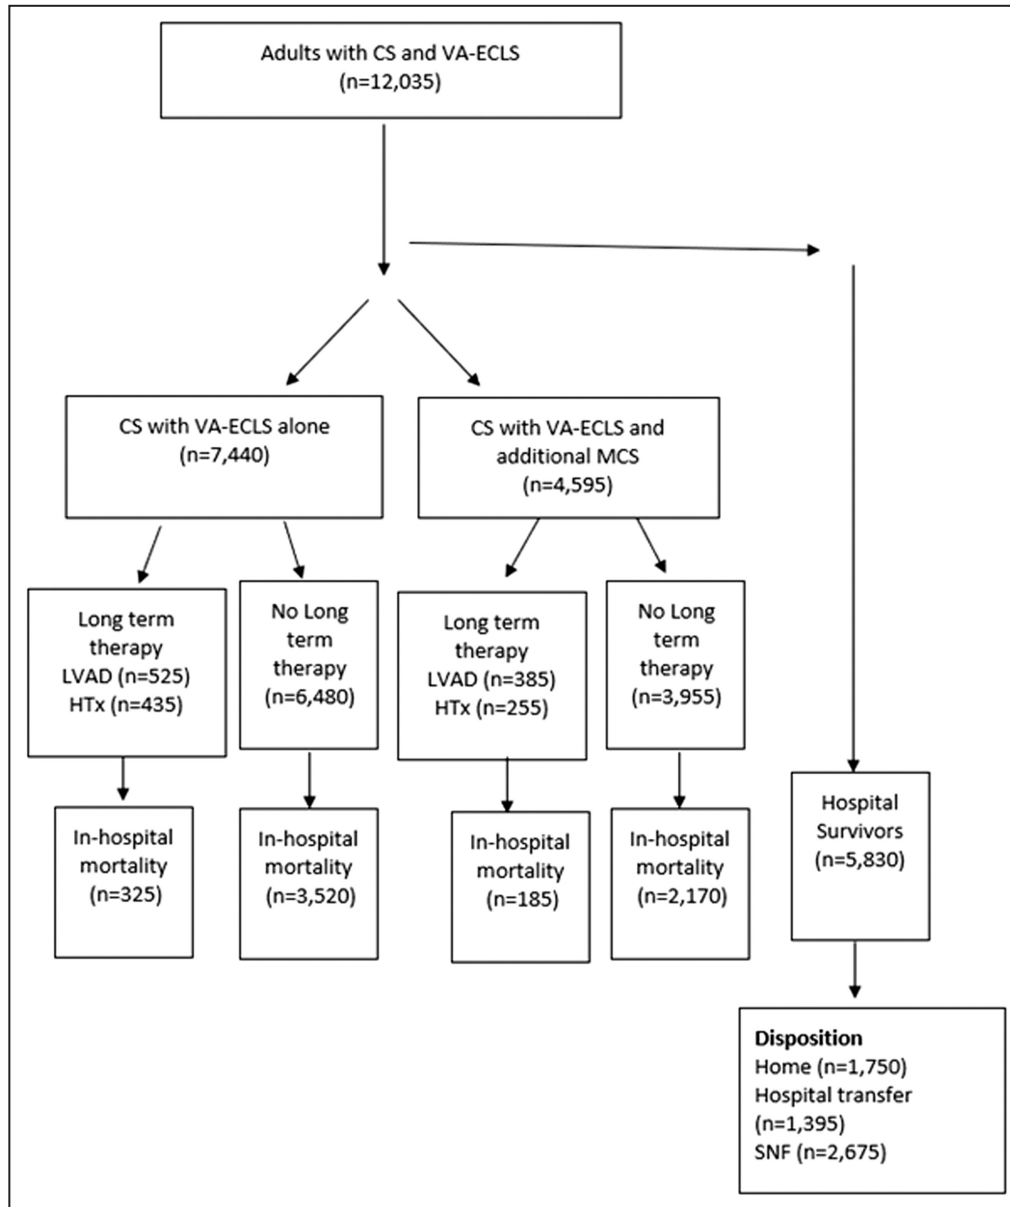 Adults with CS and VA-ECLS
(n=12,035)
CS with VA-ECLS alone
(n=7,440)
CS with VA-ECLS and
additional MCS
(n=4,595)
Long term
therapy
LVAD (n=525)
HTx (n=435)
No Long
term
therapy
(n=6,480)
Long term
therapy
LVAD (n=385)
HTx (n=255)
No Long
term
therapy
(n=3,955)
In-hospital
mortality
(n=325)
In-hospital
mortality
(n=3,520)
In-hospital
mortality
(n=185)
In-hospital
mortality
(n=2,170)
Hospital
Survivors
(n=5,830)
Disposition
Home (n=1,750)
Hospital transfer
(n=1,395)
SNF (n=2,675)